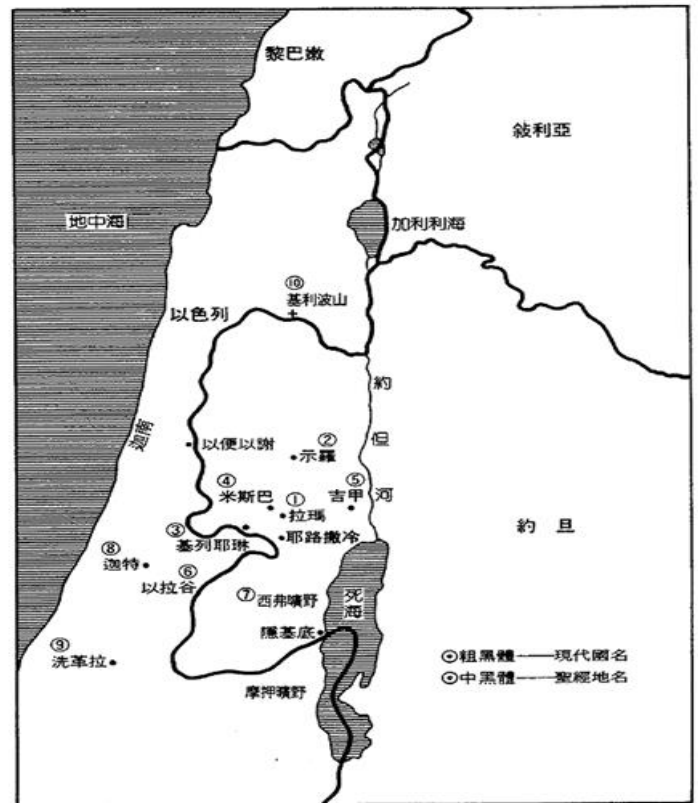 黎巴嫩
敍利亞
地中海
加利利海
⑩
基利波山
以色列
約但河
迦南
以便以謝
②
示羅
④
米斯巴
①
拉瑪
⑤
吉甲
③
基列耶琳
耶路撒冷
約旦
⑧
迦特
⑥
以拉谷
⑦西弗曠野
死海
隱基底
⑨
洗革拉
摩押曠野
⊙粗黑體——現代國名
⊙中黑體——聖經地名